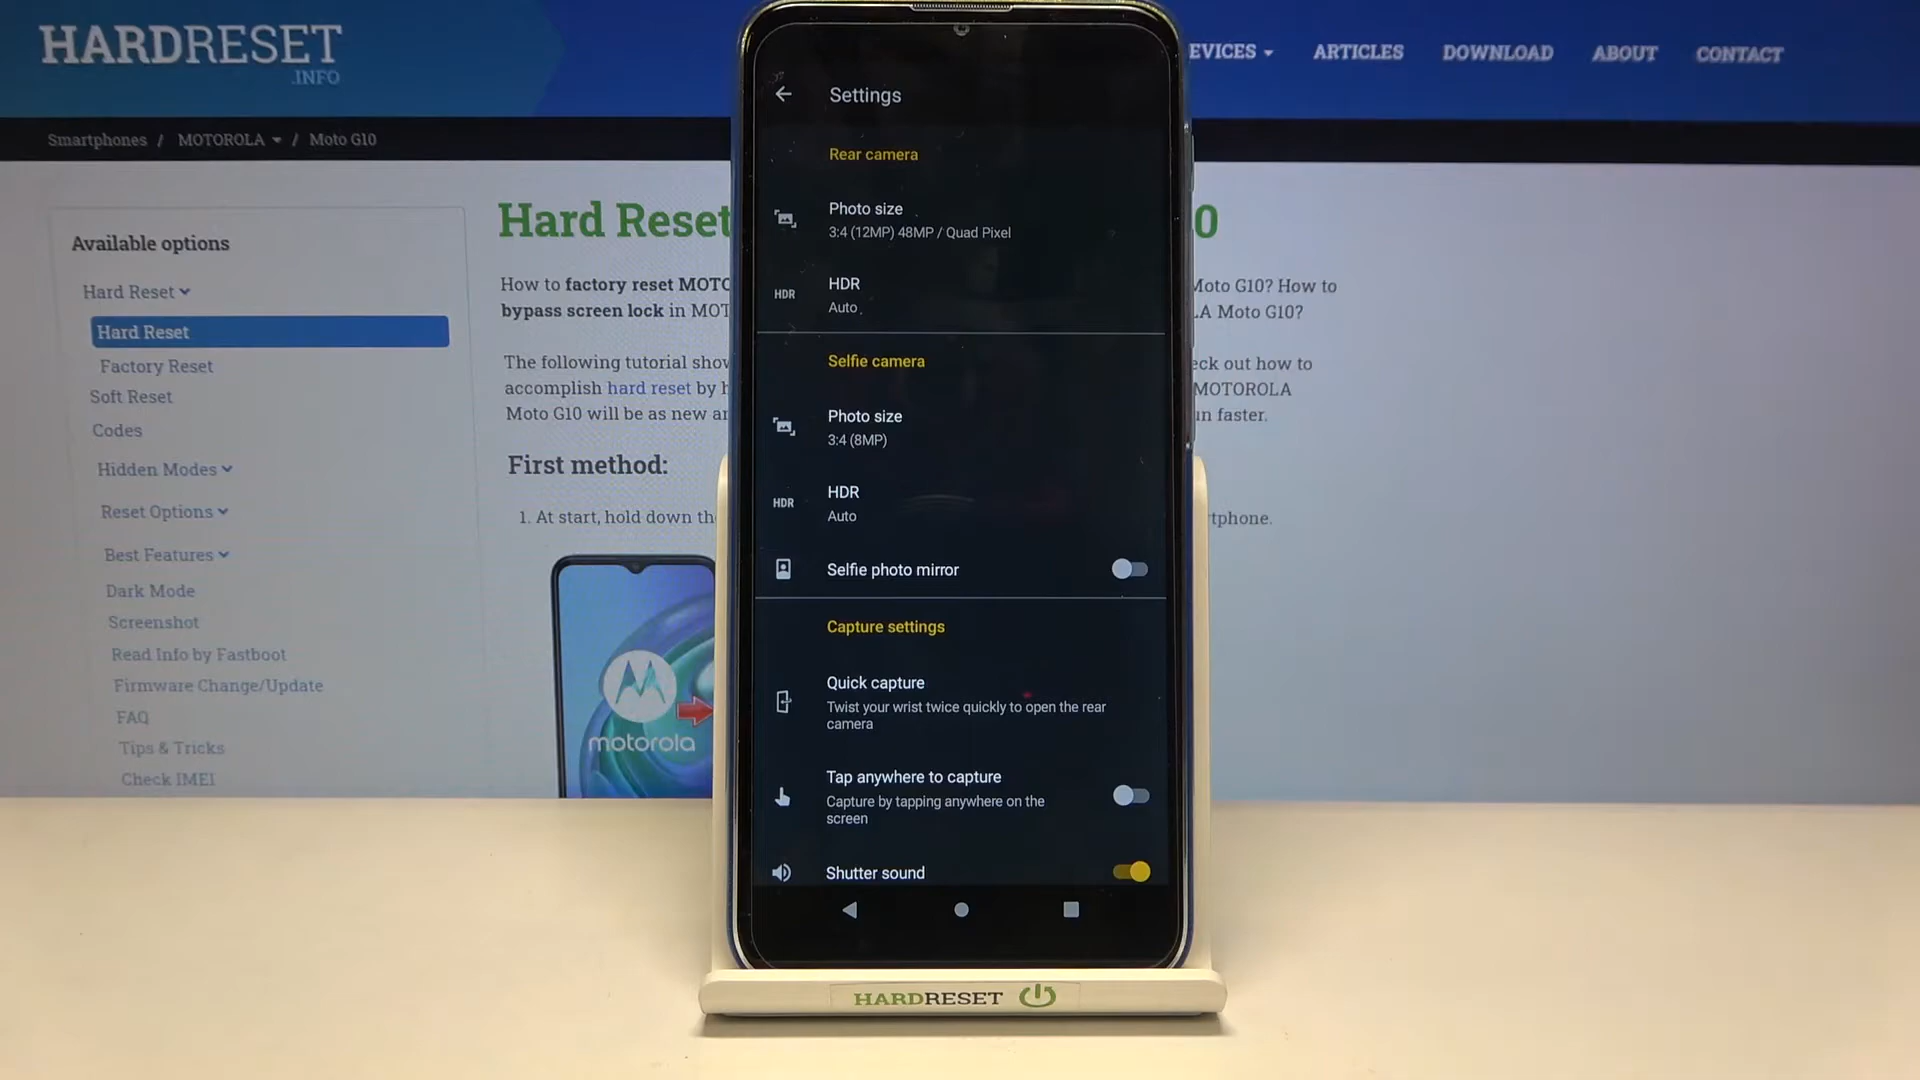 HARDRESET
.INFO
EVICES ARTICLES DOWNLOAD ABOUT CONTACT
Smartphones / MOTOROLA / Moto G10
Available options
Hard Reset
Hard Reset
Factory Reset
Soft Reset
Codes
Hidden Modes
Reset Options
Best Features
Dark Mode
Screenshot
Read Info by Fastboot
Firmware Change/Update
FAQ
Tips & Tricks
Check IMEI
Hard Reset 0
How to factory reset MOTO Moto G10? How to
bypass screen lock in MOT LA Moto G10?
The following tutorial show eck out how to
accomplish hard reset by h MOTOROLA
Moto G10 will be as new an un faster.
First method:
1. At start, hold down the rtphone.
motorola
Settings
Rear camera
Photo size
3:4 (12MP) 48MP / Quad Pixel
HDR
HDR
Auto
Selfie camera
Photo size
3:4 (8MP)
HDR
HDR
Auto
Selfie photo mirror
Capture settings
Quick capture
Twist your wrist twice quickly to open the rear
camera
Tap anywhere to capture
Capture by tapping anywhere on the
screen
Shutter sound
HARDRESET